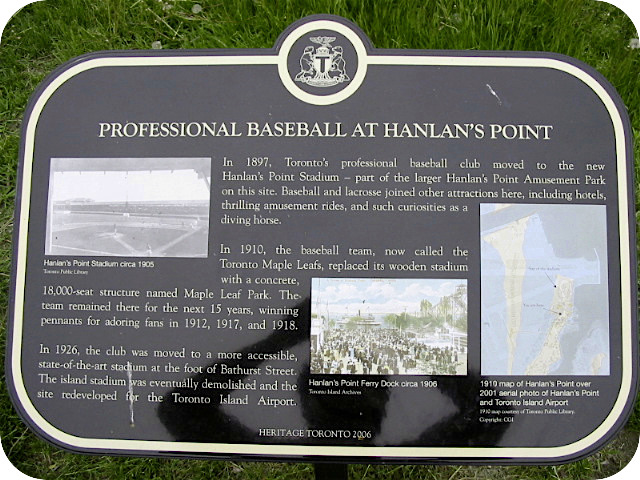 T
PROFESSIONAL BASEBALL AT HANLAN'S POINT
In 1897, Toronto's professional baseball club moved to the new
Hanlan's Point Stadium – part of the larger Hanlan's Point Amusement Park
on this site. Baseball and lacrosse joined other attractions here, including hotels,
thrilling amusement rides, and such curiosities as a
diving horse.
Hanlan's Point Stadium circa 1905
Toronto Public Library
In 1910, the baseball team, now called the
Toronto Maple Leafs, replaced its wooden stadium
with a concrete,
18,000-seat structure named Maple Leaf Park. The
team remained there for the next 15 years, winning
pennants for adoring fans in 1912, 1917, and 1918.
In 1926, the club was moved to a more accessible,
state-of-the-art stadium at the foot of Bathurst Street.
The island stadium was eventually demolished and the
site redeveloped for the Toronto Island Airport.
Hanlan's Point Ferry Dock circa 1906
Toronto Island Archives
1910 map of Hanlan's Point over
2001 aerial photo of Hanlan's Point
and Toronto Island Airport
1910 map courtesy of Toronto Public Library.
Copyright: CGI
HERITAGE TORONTO 2006